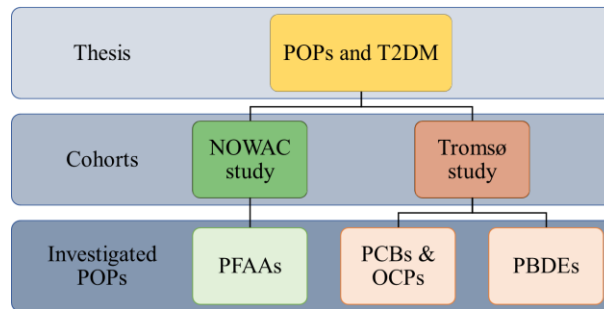 Thesis
POPs and T2DM
Cohorts
NOWAC
study
Tromsø
study
Investigated
POPs
PFAAs
PCBs &
OCPs
PBDEs